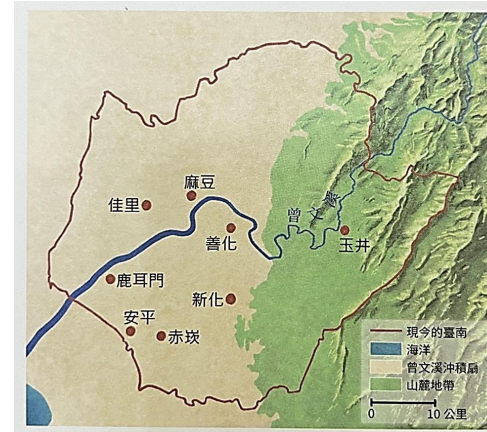 麻豆
佳里
曾文溪
善化
玉井
鹿耳門
新化
安平
赤崁
現今的臺南
海洋
曾文溪沖積扇
山麓地帶
0 10 公里